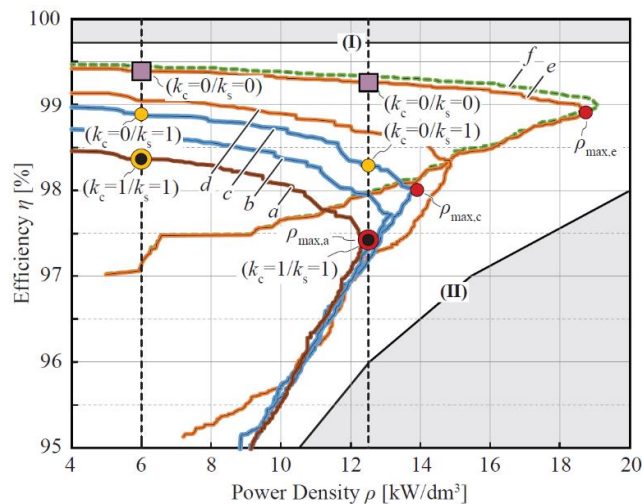 100
99
98
97
96
95
Efficiency η [%]
4
6
8
10
12
14
16
18
20
Power Density ρ [kW/dm³]
(I)
(k_c=0/k_s=0)
(k_c=0/k_s=0)
f
e
(k_c=0/k_s=1)
(k_c=0/k_s=1)
ρ_max,e
(k_c=1/k_s=1)
d
c
b
a
ρ_max,c
ρ_max,a
(k_c=1/k_s=1)
(II)